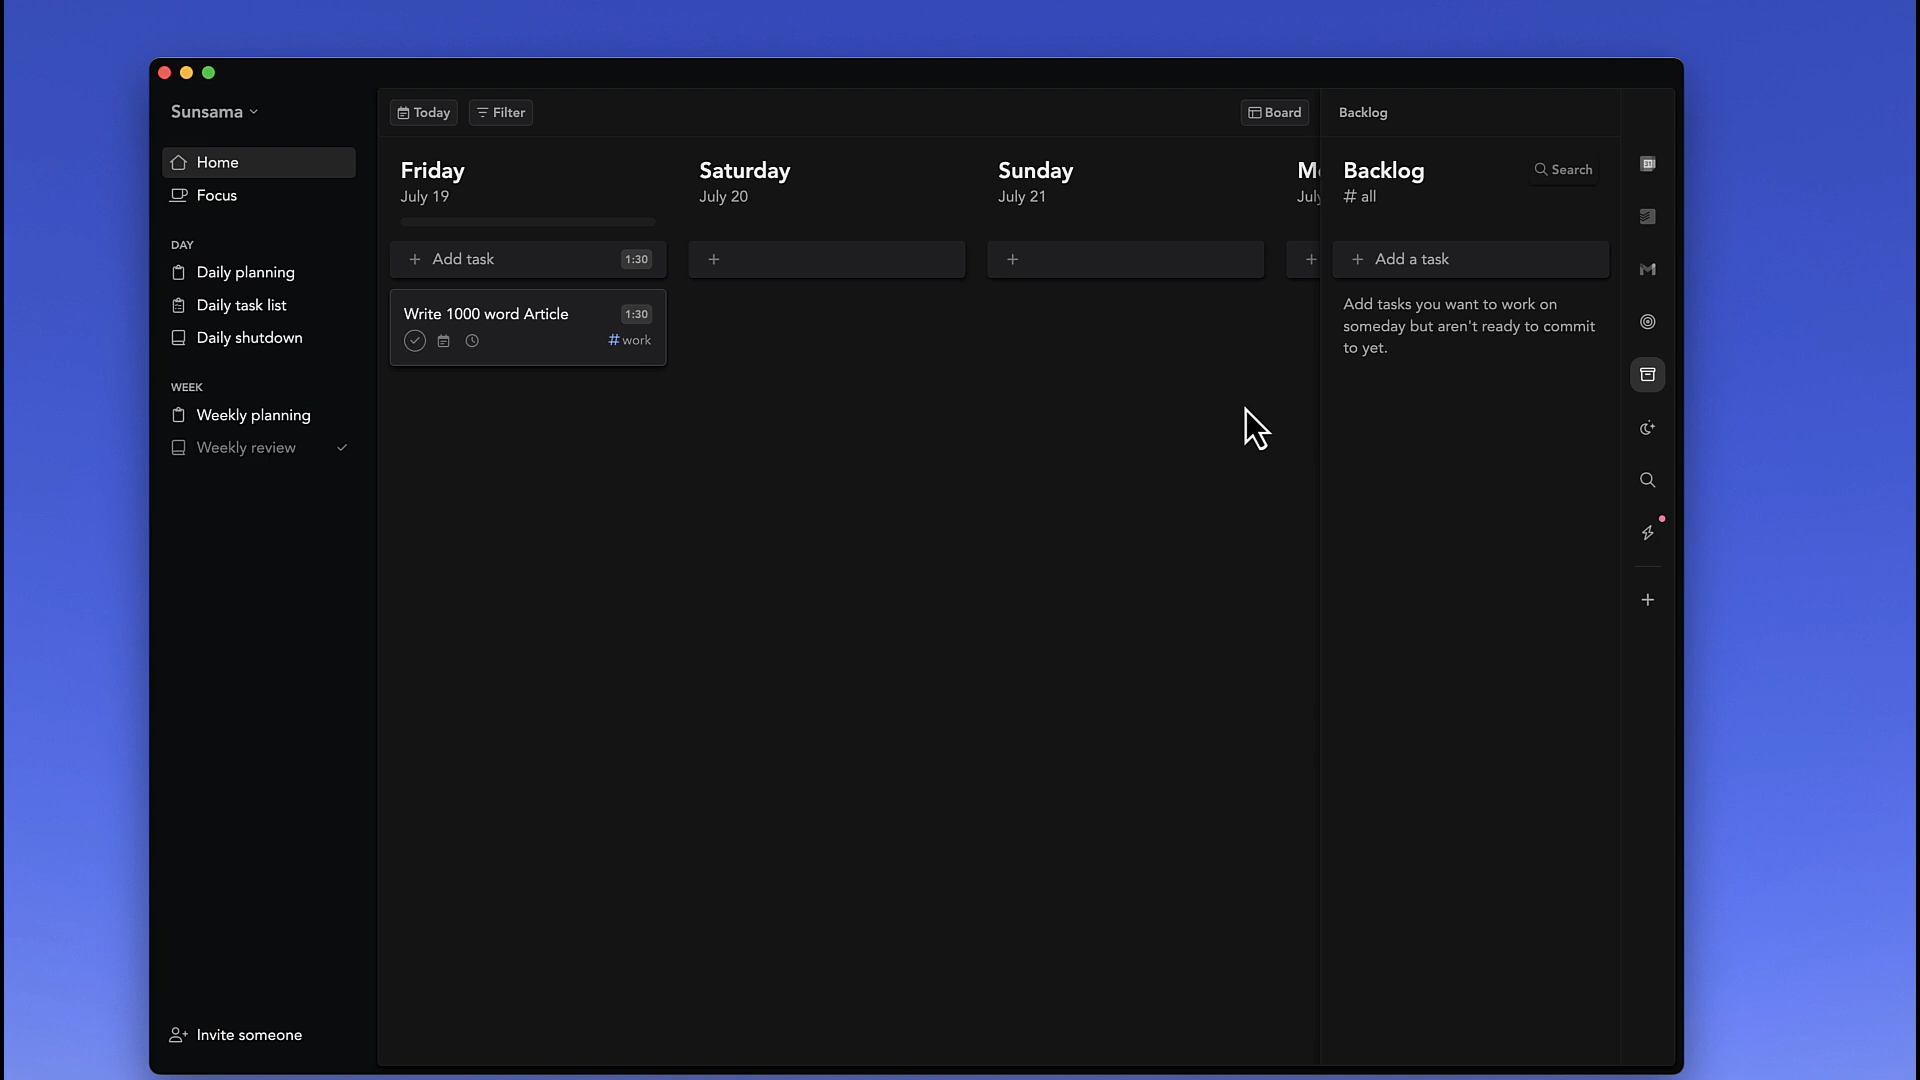 Sunsama
Home
Focus
DAY
Daily planning
Daily task list
Daily shutdown
WEEK
Weekly planning
Weekly review
Invite someone
Today
Filter
Board
Friday
July 19
Add task
1:30
Write 1000 word Article
1:30
#work
Saturday
July 20
Sunday
July 21
Backlog
Backlog
Search
# all
Add a task
Add tasks you want to work on
someday but aren't ready to commit
to yet.
31